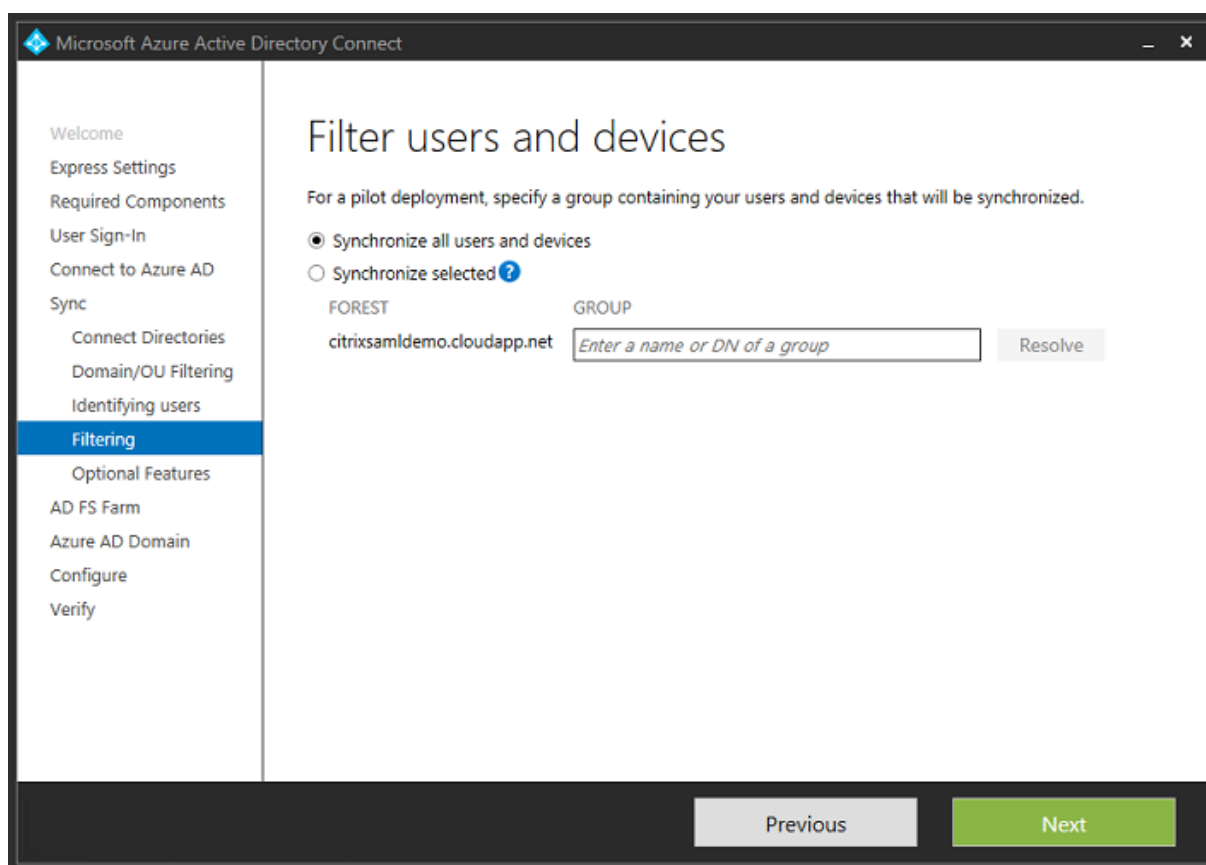 Microsoft Azure Active Directory Connect
Welcome
Express Settings
Required Components
User Sign-In
Connect to Azure AD
Sync
Connect Directories
Domain/OU Filtering
Identifying users
Filtering
Optional Features
AD FS Farm
Azure AD Domain
Configure
Verify
Filter users and devices
For a pilot deployment, specify a group containing your users and devices that will be synchronized.
Synchronize all users and devices
Synchronize selected ?
FOREST GROUP
citrixsamldemo.cloudapp.net Enter a name or DN of a group Resolve
Previous Next